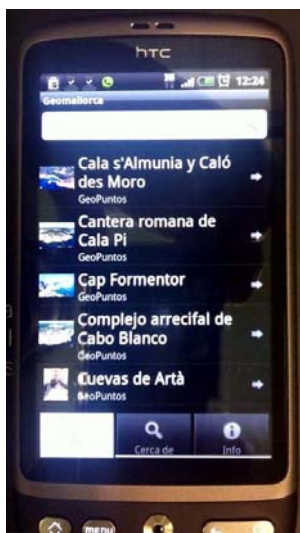 hTC
12:24
Geomallorca
Cala s'Almunia y Caló
des Moro
GeoPuntos
Cantera romana de
Cala Pi
GeoPuntos
Cap Formentor
GeoPuntos
Complejo arrecifal de
Cabo Blanco
GeoPuntos
Cuevas de Artà
GeoPuntos
Cerca de
Info
MENU